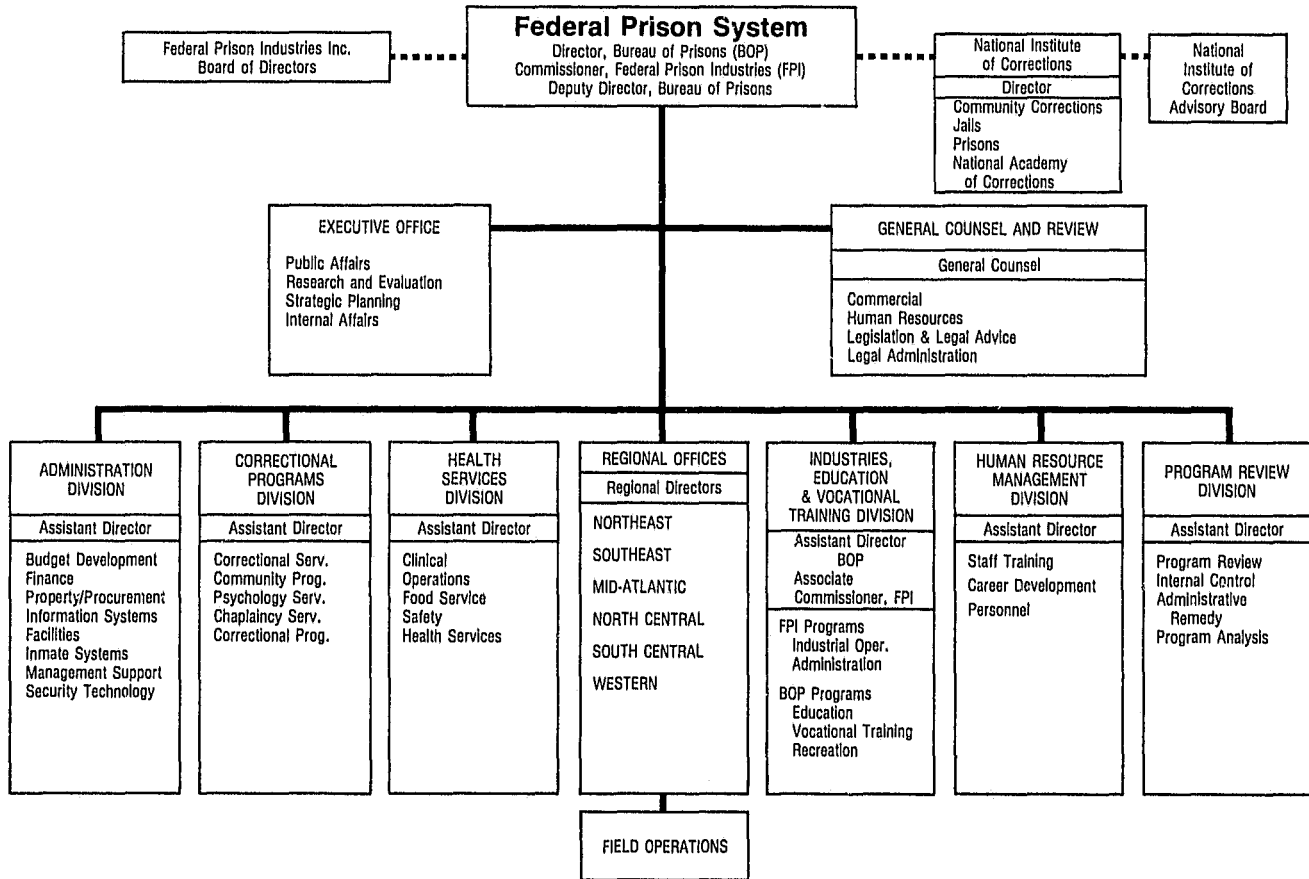 Federal Prison System
Director, Bureau of Prisons (BOP)
Commissioner, Federal Prison Industries (FPI)
Deputy Director, Bureau of Prisons
Federal Prison Industries Inc.
Board of Directors
National Institute
of Corrections
Director
Community Corrections
Jails
Prisons
National Academy
of Corrections
National
Institute of
Corrections
Advisory Board
EXECUTIVE OFFICE
Public Affairs
Research and Evaluation
Strategic Planning
Internal Affairs
GENERAL COUNSEL AND REVIEW
General Counsel
Commercial
Human Resources
Legislation & Legal Advice
Legal Administration
ADMINISTRATION
DIVISION
Assistant Director
Budget Development
Finance
Property/Procurement
Information Systems
Facilities
Inmate Systems
Management Support
Security Technology
CORRECTIONAL
PROGRAMS
DIVISION
Assistant Director
Correctional Serv.
Community Prog.
Psychology Serv.
Chaplaincy Serv.
Correctional Prog.
HEALTH
SERVICES
DIVISION
Assistant Director
Clinical
Operations
Food Service
Safety
Health Services
REGIONAL OFFICES
Regional Directors
NORTHEAST
SOUTHEAST
MID-ATLANTIC
NORTH CENTRAL
SOUTH CENTRAL
WESTERN
INDUSTRIES,
EDUCATION
& VOCATIONAL
TRAINING DIVISION
Assistant Director
BOP
Associate
Commissioner, FPI
FPI Programs
Industrial Oper.
Administration
BOP Programs
Education
Vocational Training
Recreation
HUMAN RESOURCE
MANAGEMENT
DIVISION
Assistant Director
Staff Training
Career Development
Personnel
PROGRAM REVIEW
DIVISION
Assistant Director
Program Review
Internal Control
Administrative
Remedy
Program Analysis
FIELD OPERATIONS